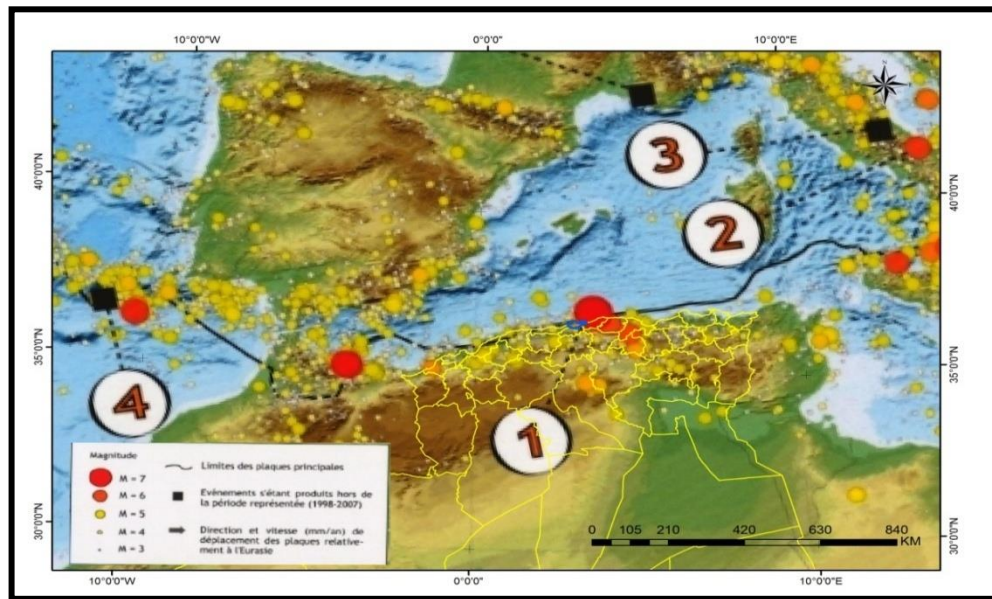 10°0'0"W
0°0'0"E
10°0'0"E
N
40°0'0"N
40°0'0"N
3
2
35°0'0"N
35°0'0"N
4
1
Magnitude
M = 7
M = 6
M = 5
M = 4
M = 3
Limites des plaques principales
Evénements s'étant produits hors de
la période représentée (1998-2007)
Direction et vitesse (mm/an) de
déplacement des plaques relative-
ment à l'Eurasie
0 105 210 420 630 840
KM
30°0'0"N
30°0'0"N
10°0'0"W
0°0'0"E
10°0'0"E